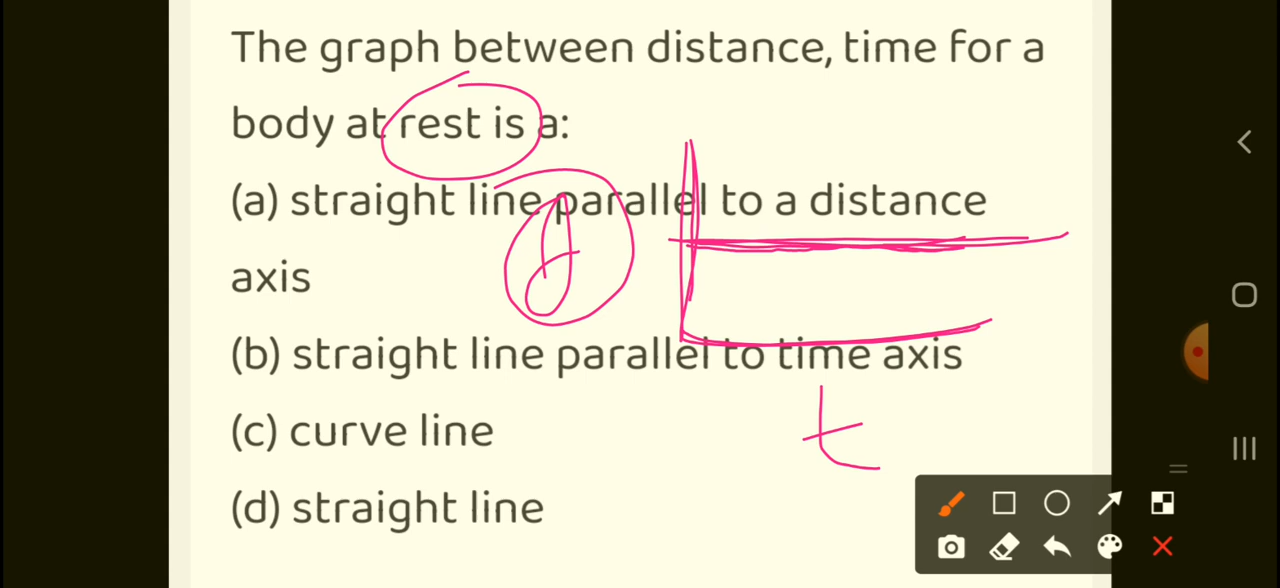 The graph between distance, time for a
body at rest is a:
(a) straight line parallel to a distance
axis
(b) straight line parallel to time axis
(c) curve line
t
(d) straight line